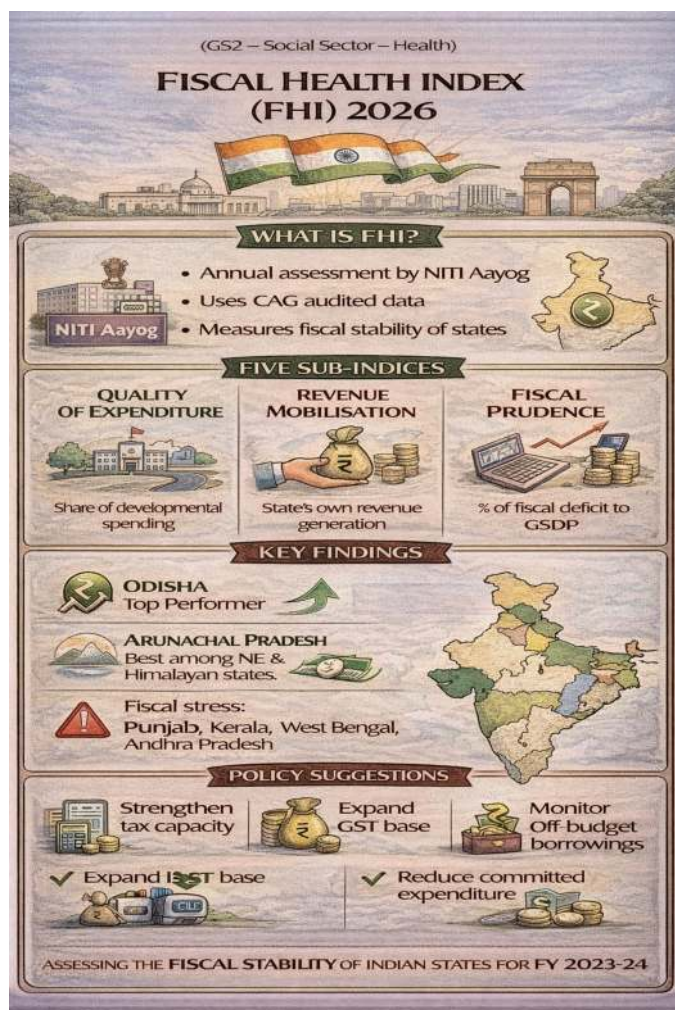 (GS2 – Social Sector – Health)
FISCAL HEALTH INDEX
(FHI) 2026
WHAT IS FHI?
NITI Aayog
• Annual assessment by NITI Aayog
• Uses CAG audited data
• Measures fiscal stability of states
FIVE SUB-INDICES
QUALITY
OF EXPENDITURE
Share of developmental
spending
REVENUE
MOBILISATION
State's own revenue
generation
FISCAL
PRUDENCE
% of fiscal deficit to
GSDP
KEY FINDINGS
ODISHA
Top Performer
ARUNACHAL PRADESH
Best among NE &
Himalayan states.
Fiscal stress:
Punjab, Kerala, West Bengal,
Andhra Pradesh
POLICY SUGGESTIONS
Strengthen
tax capacity
Expand
GST base
Monitor
Off-budget
borrowings
✓ Expand base
✓ Reduce committed
expenditure
ASSESSING THE FISCAL STABILITY OF INDIAN STATES FOR FY 2023-24